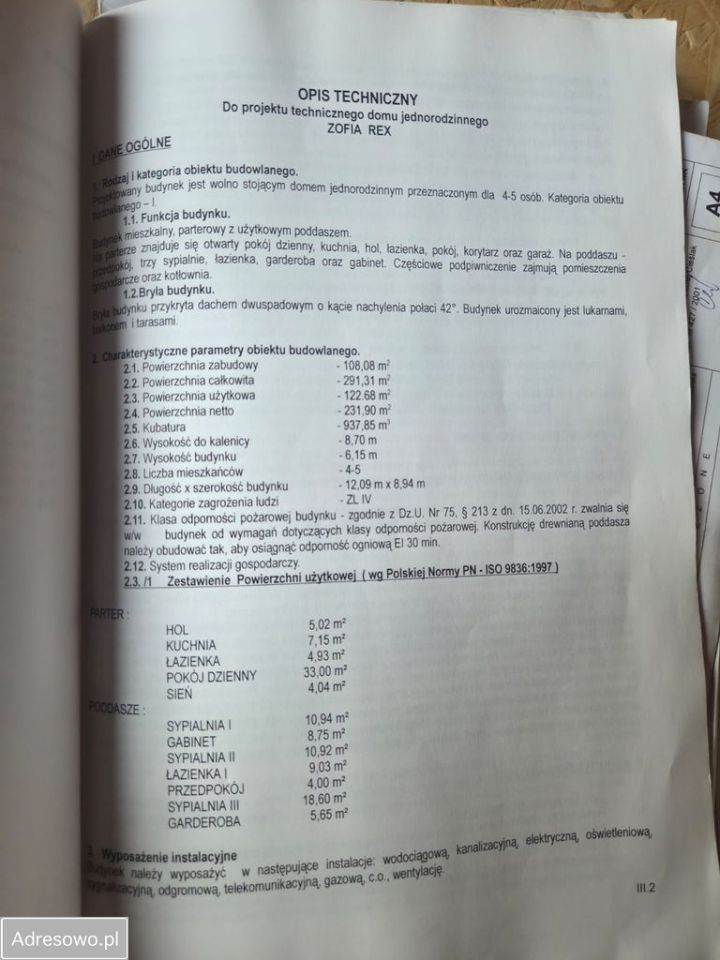 OPIS TECHNICZNY
Do projektu technicznego domu jednorodzinnego
ZOFIA REX
I. DANE OGÓLNE
1. Rodzaj i kategoria obiektu budowlanego.
Projektowany budynek jest wolno stojącym domem jednorodzinnym przeznaczonym dla 4-5 osób. Kategoria obiektu
budowlanego – I.
1.1. Funkcja budynku.
Budynek mieszkalny, parterowy z użytkowym poddaszem.
Na parterze znajduje się otwarty pokój dzienny, kuchnia, hol, łazienka, pokój, korytarz oraz garaż. Na poddaszu -
przedpokój, trzy sypialnie, łazienka, garderoba oraz gabinet. Częściowe podpiwniczenie zajmują pomieszczenia
gospodarcze oraz kotłownia.
1.2.Bryła budynku.
Bryła budynku przykryta dachem dwuspadowym o kącie nachylenia połaci 42°. Budynek urozmaicony jest lukarnami,
balkonem i tarasami.
2. Charakterystyczne parametry obiektu budowlanego.
2.1. Powierzchnia zabudowy - 108,08 m²
2.2. Powierzchnia całkowita - 291,31 m²
2.3. Powierzchnia użytkowa - 122.68 m²
2.4. Powierzchnia netto - 231,90 m²
2.5. Kubatura - 937,85 m³
2.6. Wysokość do kalenicy - 8,70 m
2.7. Wysokość budynku - 6,15 m
2.8. Liczba mieszkańców - 4-5
2.9. Długość x szerokość budynku - 12,09 m x 8,94 m
2.10. Kategorie zagrożenia ludzi - ZL IV
2.11. Klasa odporności pożarowej budynku - zgodnie z Dz.U. Nr 75, § 213 z dn. 15.06.2002 r. zwalnia się
w/w budynek od wymagań dotyczących klasy odporności pożarowej. Konstrukcję drewnianą poddasza
należy obudować tak, aby osiągnąć odporność ogniową EI 30 min.
2.12. System realizacji gospodarczy.
2.3. /1 Zestawienie Powierzchni użytkowej ( wg Polskiej Normy PN - ISO 9836:1997 )
PARTER :
HOL 5,02 m²
KUCHNIA 7,15 m²
ŁAZIENKA 4,93 m²
POKÓJ DZIENNY 33,00 m²
SIEŃ 4,04 m²
PODDASZE :
SYPIALNIA I 10,94 m²
GABINET 8,75 m²
SYPIALNIA II 10,92 m²
ŁAZIENKA I 9,03 m²
PRZEDPOKÓJ 4,00 m²
SYPIALNIA III 18,60 m²
GARDEROBA 5,65 m²
3. Wyposażenie instalacyjne
Budynek należy wyposażyć w następujące instalacje: wodociągową, kanalizacyjną, elektryczną, oświetleniową,
sygnalizacyjną, odgromową, telekomunikacyjną, gazową, c.o., wentylację.
III.2
A4
Adresowo.pl